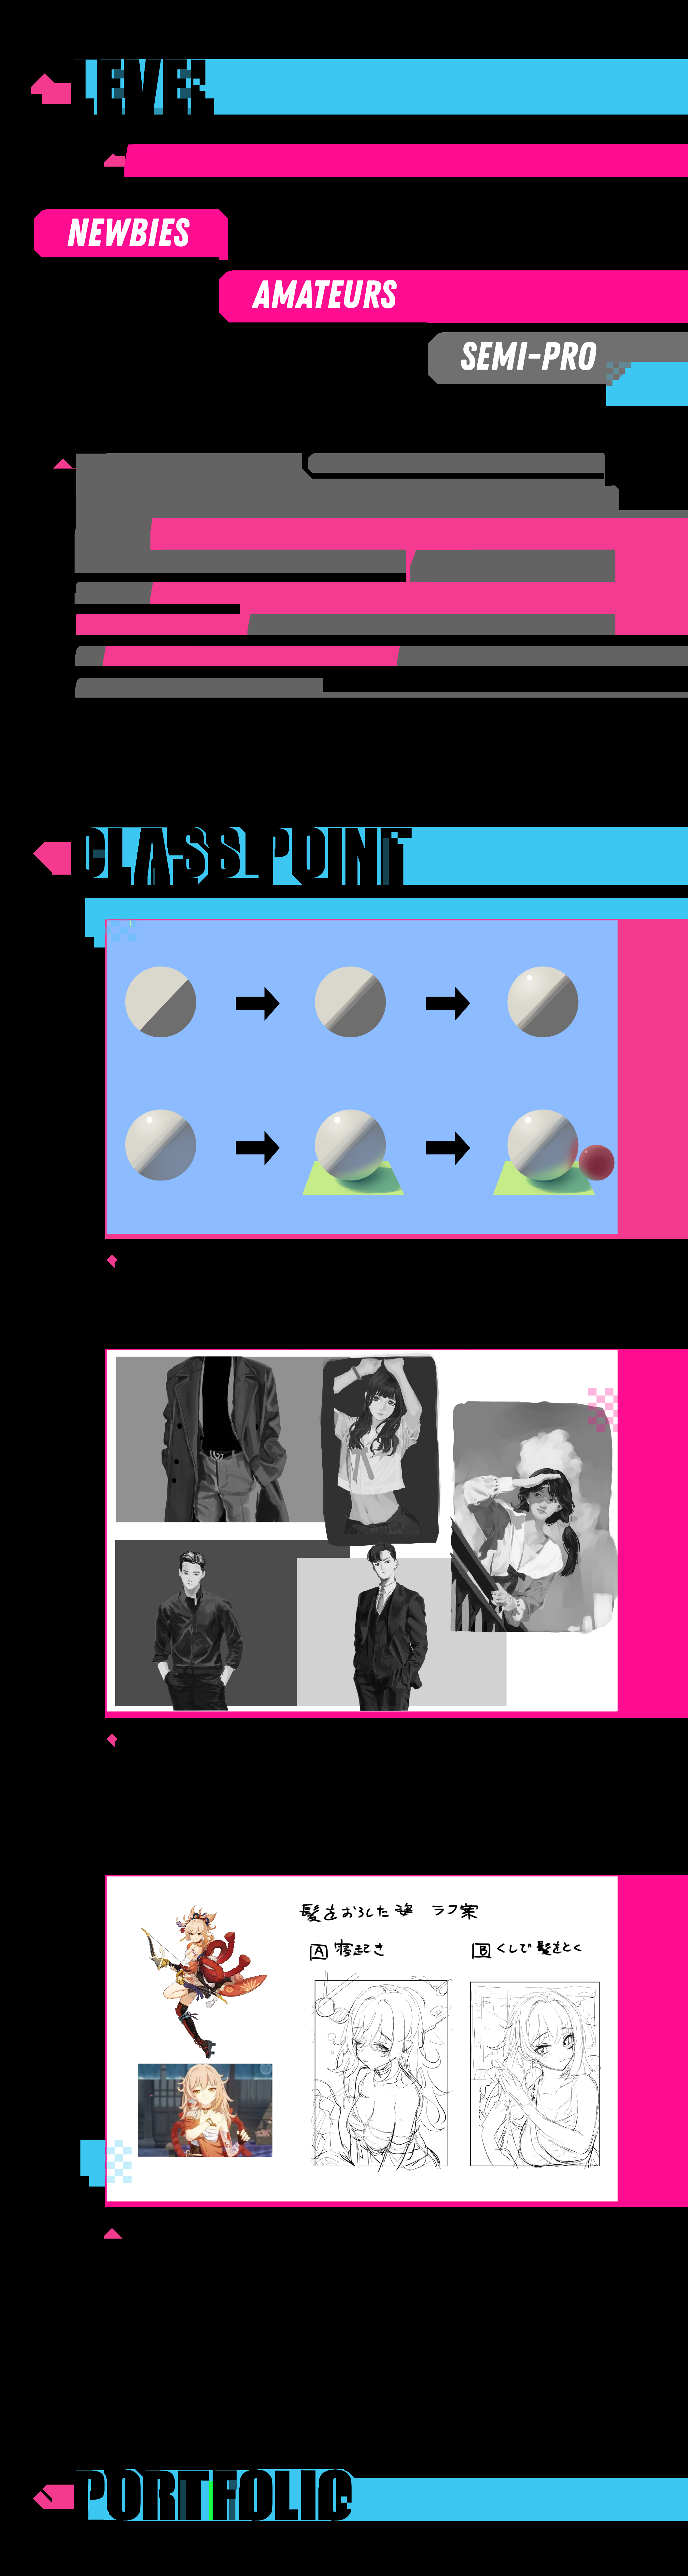 LEVEL
NEWBIES
AMATEURS
SEMI-PRO
CLASS POINT
髪をおろした姿 ラフ案
A 寝起き
B くしで髪をとく
PORTFOLIO